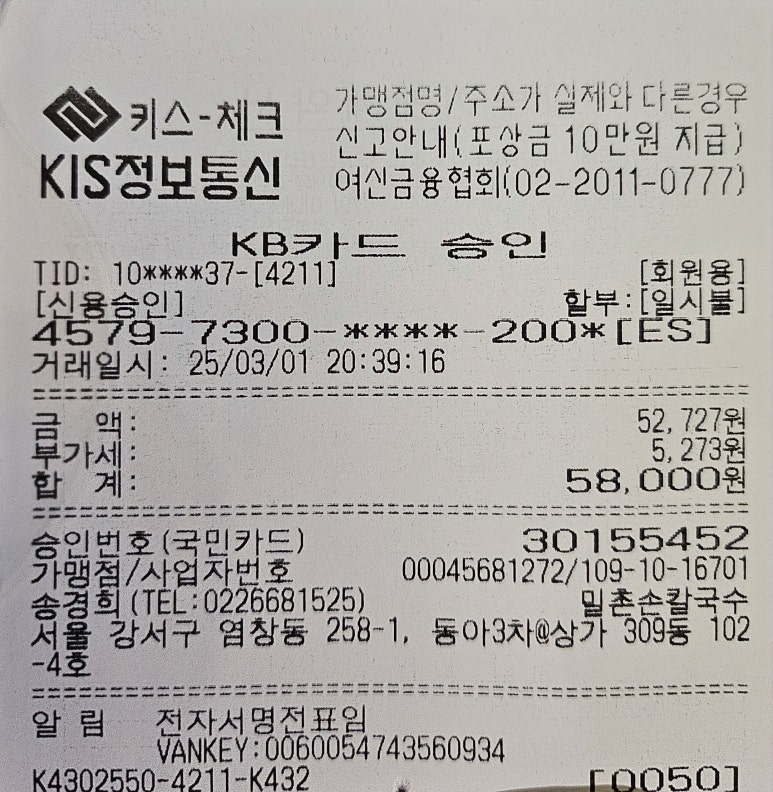 키스-체크
KIS정보통신
가맹점명/주소가 실제와 다른경우
신고안내(포상금 10만원 지급)
여신금융협회(02-2011-0777)
KB카드 승인
TID: 10****37-[4211] [회원용]
[신용승인] 할부:[일시불]
4579-7300-****-200*[ES]
거래일시: 25/03/01 20:39:16
금 액: 52,727원
부가세: 5,273원
합 계: 58,000원
승인번호(국민카드) 30155452
가맹점/사업자번호 00045681272/109-10-16701
송경희(TEL:0226681525) 밀촌손칼국수
서울 강서구 염창동 258-1, 동아3차@상가 309동 102
-4호
알 림 전자서명전표임
VANKEY:0060054743560934
K4302550-4211-K432 [0050]